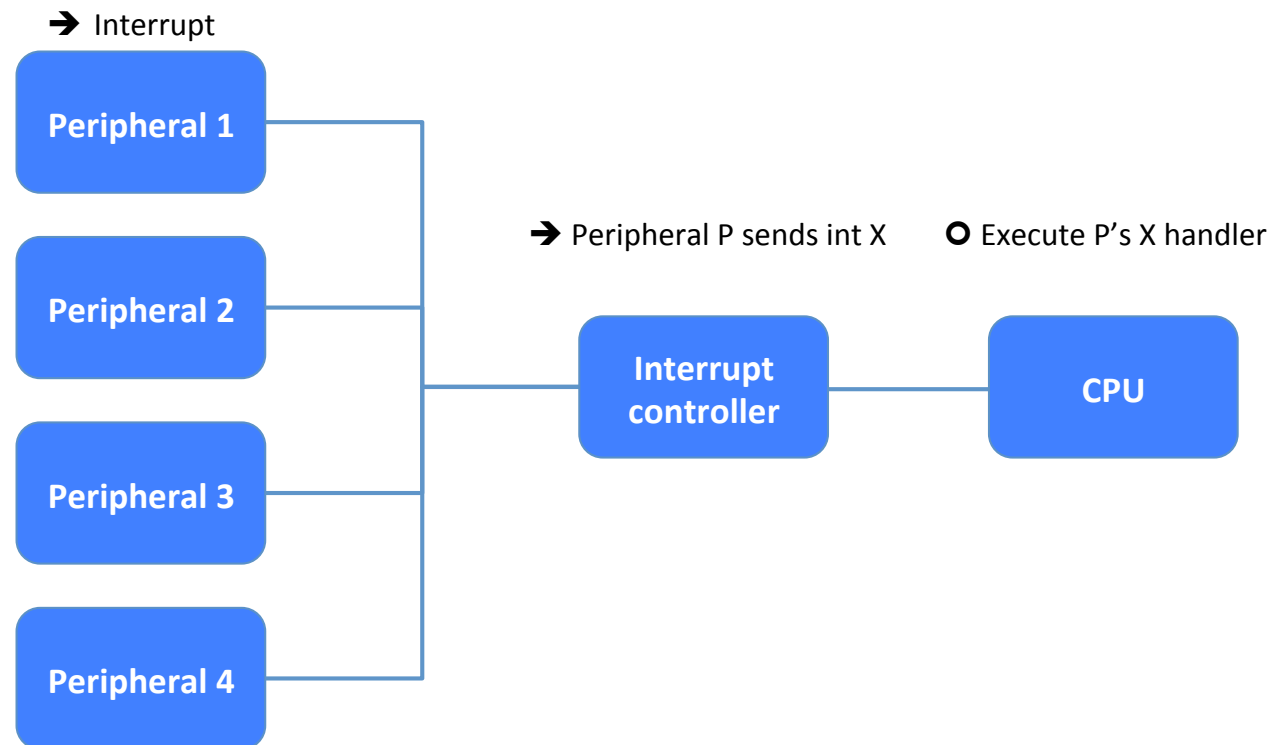 ➔ Interrupt
Peripheral 1
Peripheral 2
➔ Peripheral P sends int X
O Execute P’s X handler
Interrupt
controller
CPU
Peripheral 3
Peripheral 4